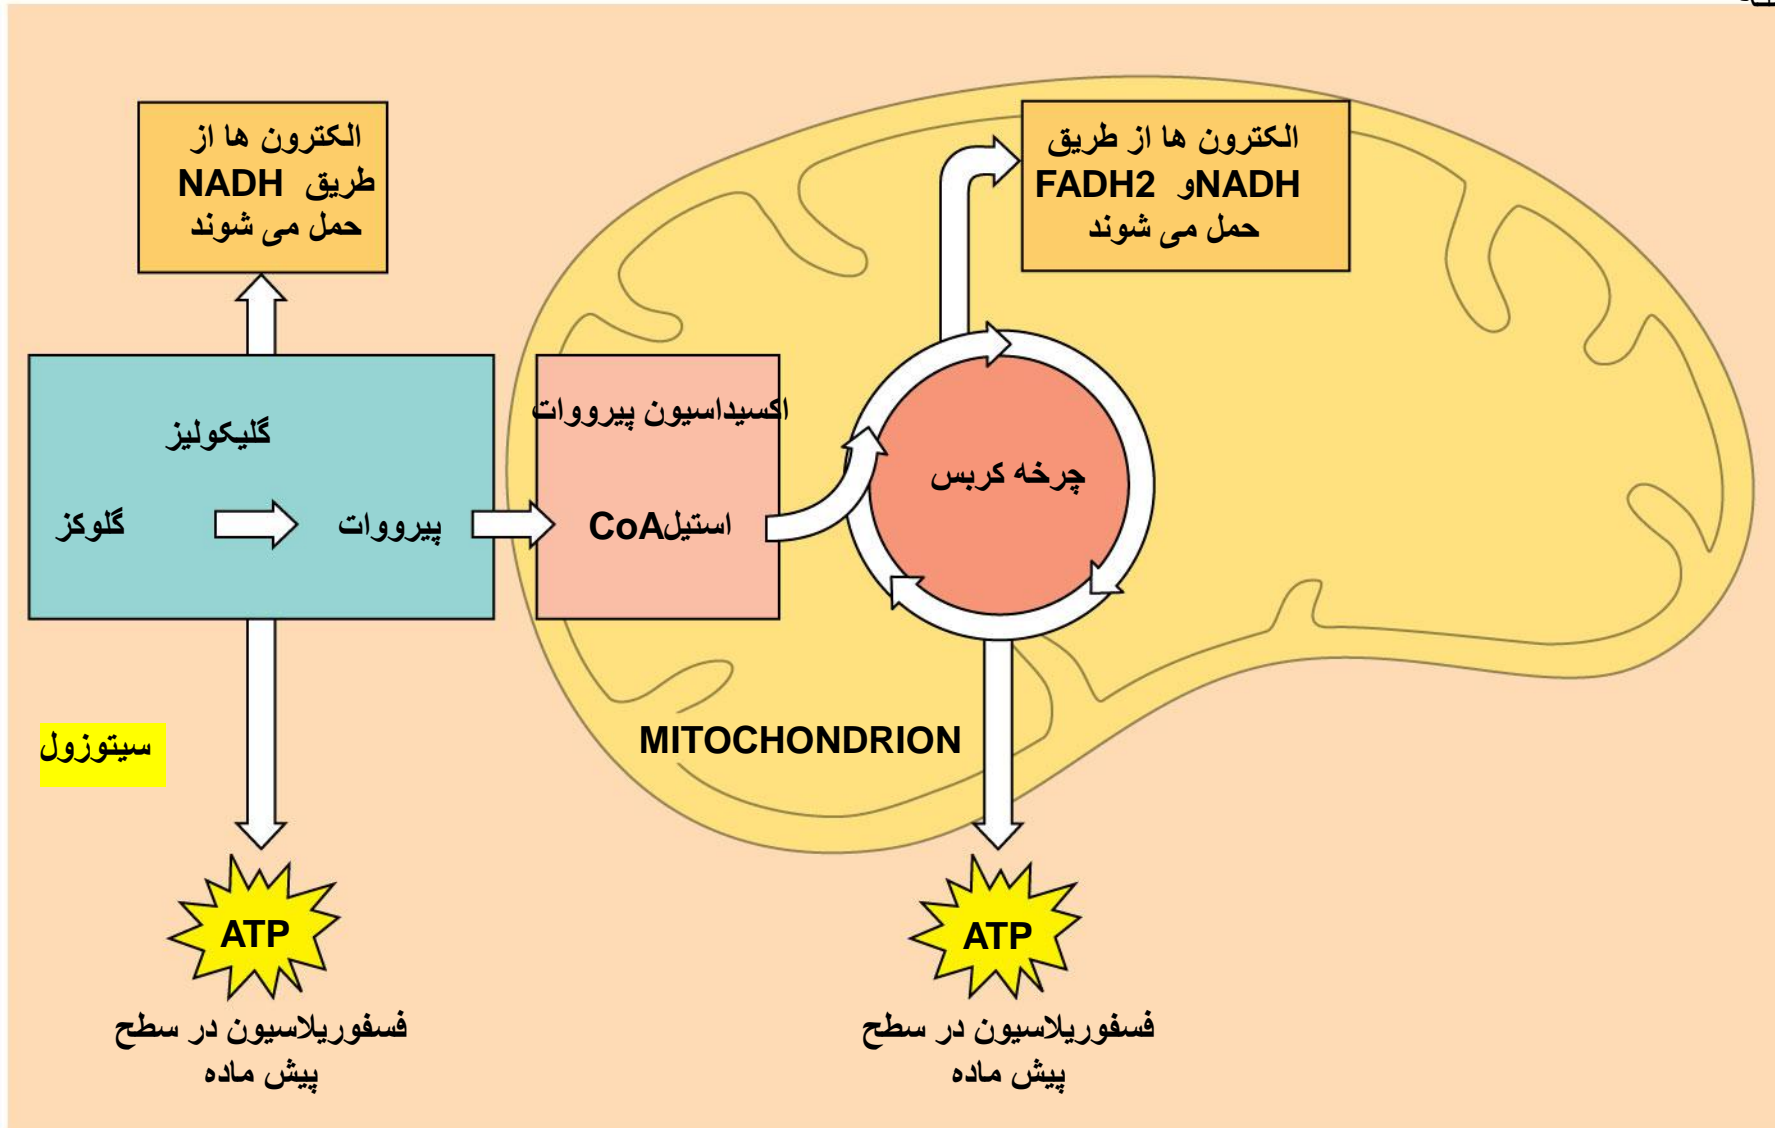 الکترون ها از
طریق NADH
حمل می شوند
الکترون ها از طریق
NADHو FADH2
حمل می شوند
گلیکولیز
گلوکز
پیرووات
اکسیداسیون پیرووات
استیلCoA
چرخه کربس
سیتوزول
MITOCHONDRION
ATP
فسفوریلاسیون در سطح
پیش ماده
ATP
فسفوریلاسیون در سطح
پیش ماده